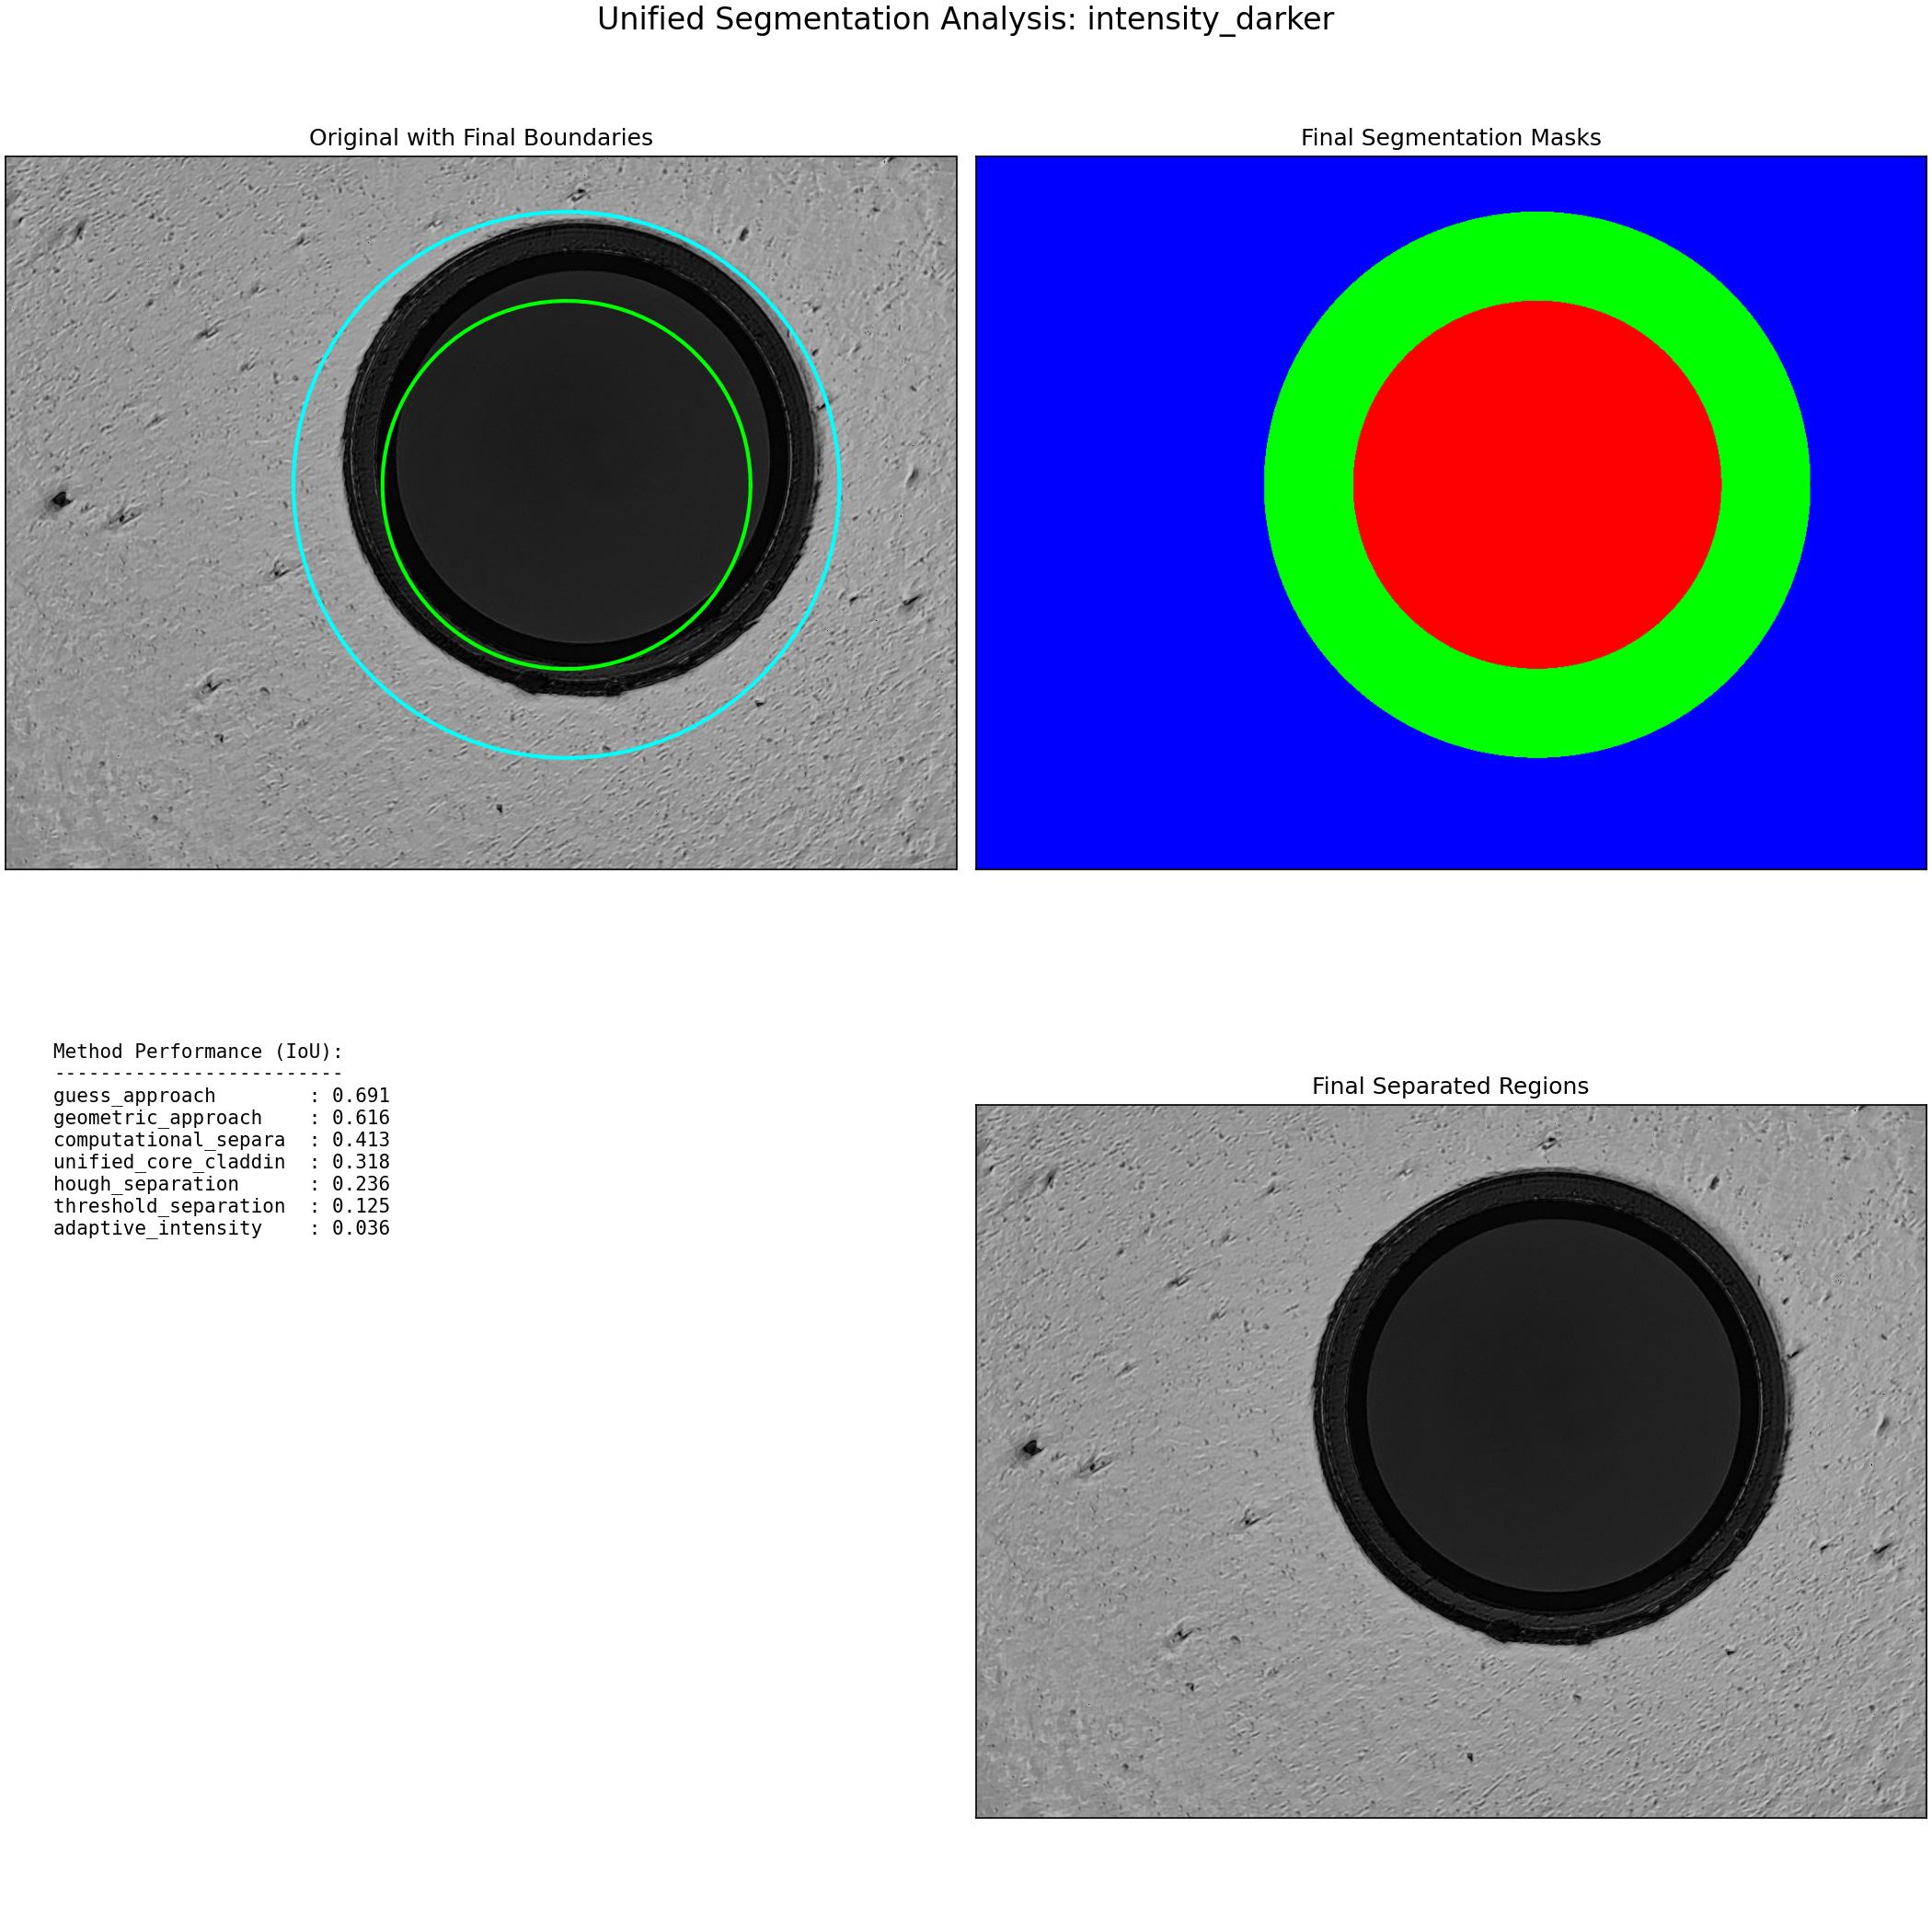 Unified Segmentation Analysis: intensity_darker
Original with Final Boundaries
Final Segmentation Masks
Method Performance (IoU):
-------------------------
guess_approach        : 0.691
geometric_approach    : 0.616
computational_separa  : 0.413
unified_core_claddin  : 0.318
hough_separation      : 0.236
threshold_separation  : 0.125
adaptive_intensity    : 0.036
Final Separated Regions